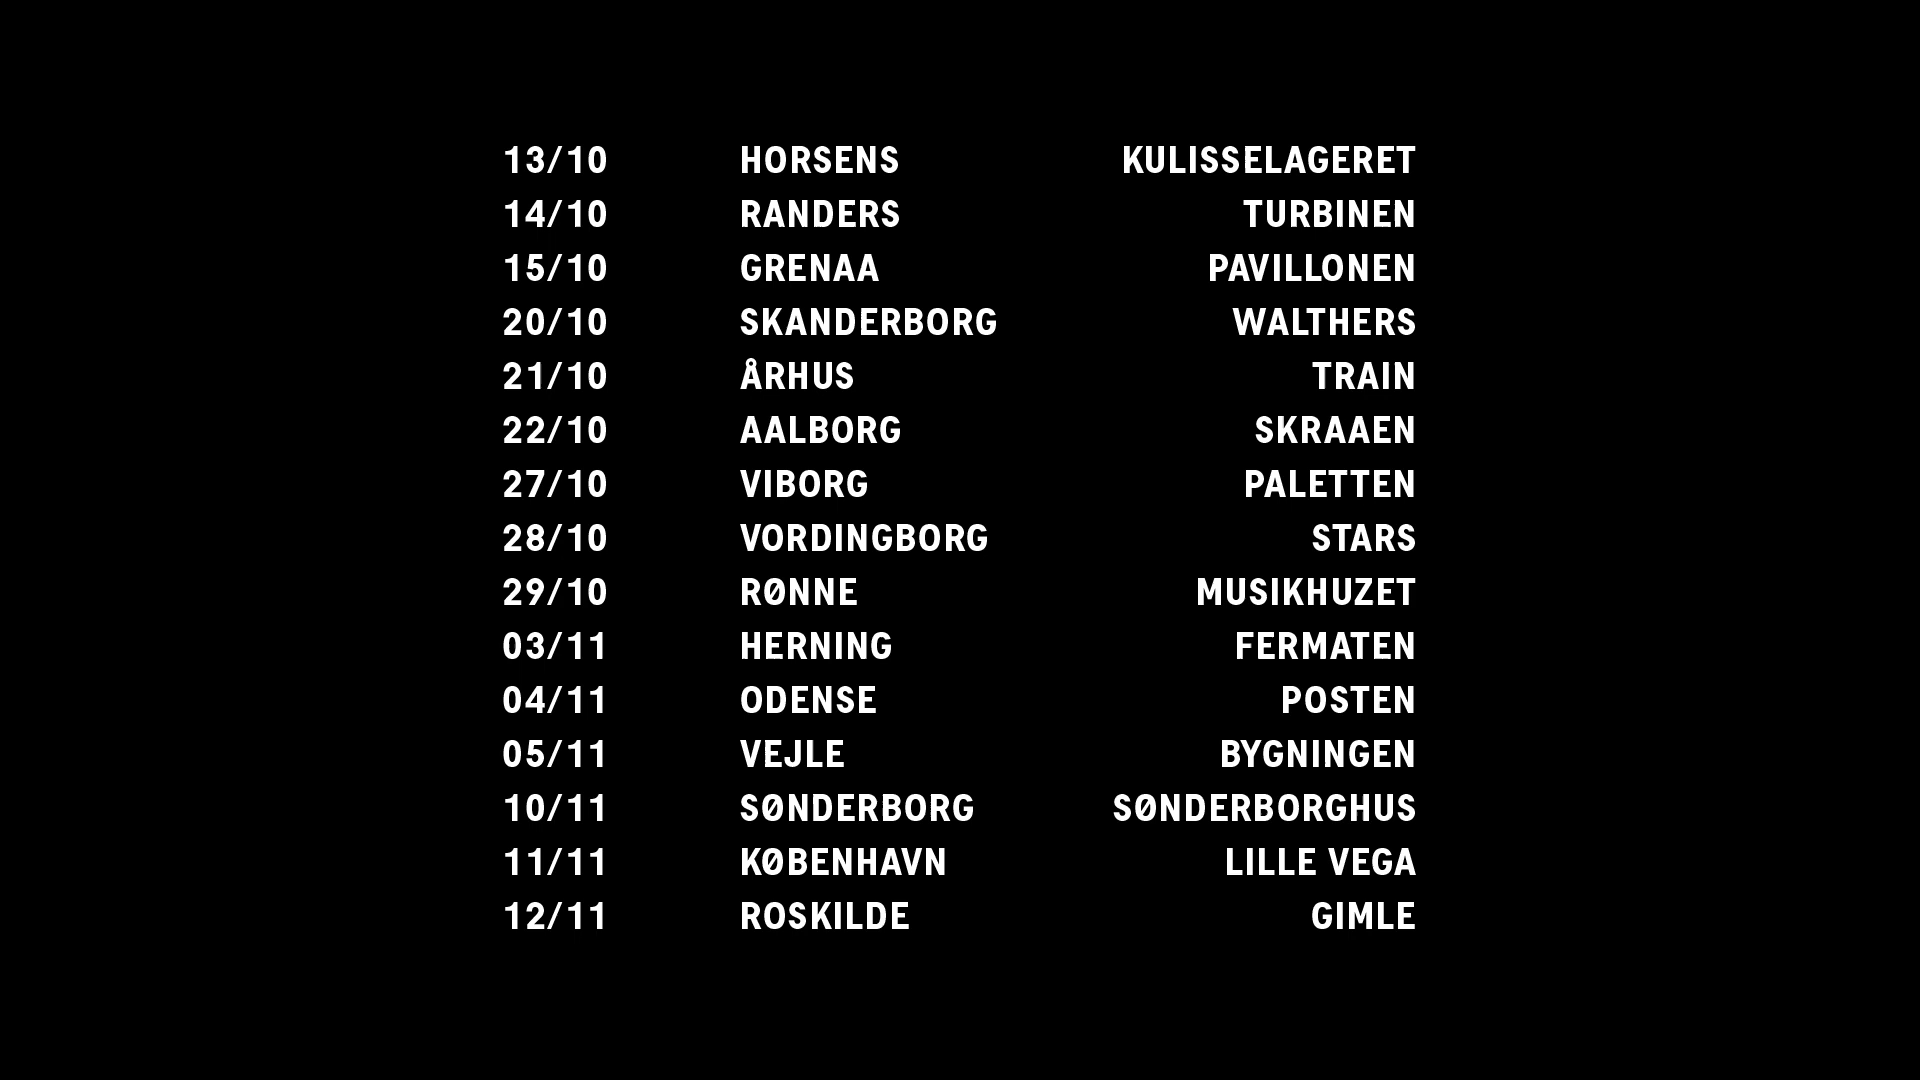 13/10 HORSENS KULISSELAGERET
14/10 RANDERS TURBINEN
15/10 GRENAA PAVILLONEN
20/10 SKANDERBORG WALTHERS
21/10 ÅRHUS TRAIN
22/10 AALBORG SKRAAEN
27/10 VIBORG PALETTEN
28/10 VORDINGBORG STARS
29/10 RØNNE MUSIKHUZET
03/11 HERNING FERMATEN
04/11 ODENSE POSTEN
05/11 VEJLE BYGNINGEN
10/11 SØNDERBORG SØNDERBORGHUS
11/11 KØBENHAVN LILLE VEGA
12/11 ROSKILDE GIMLE